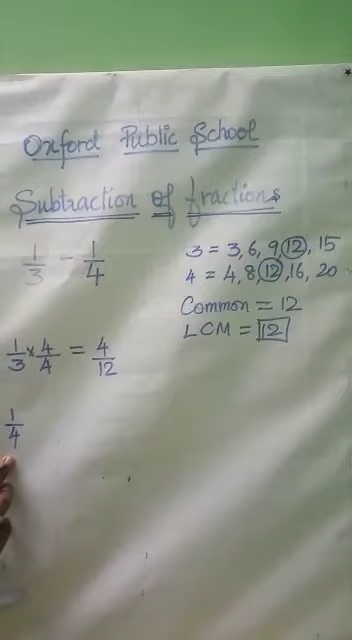 Oxford Public School
Subtraction of fractions
1/3 - 1/4
3 = 3, 6, 9, 12, 15
4 = 4, 8, 12, 16, 20
Common = 12
LCM = 12
1/3 × 4/4 = 4/12
1/4